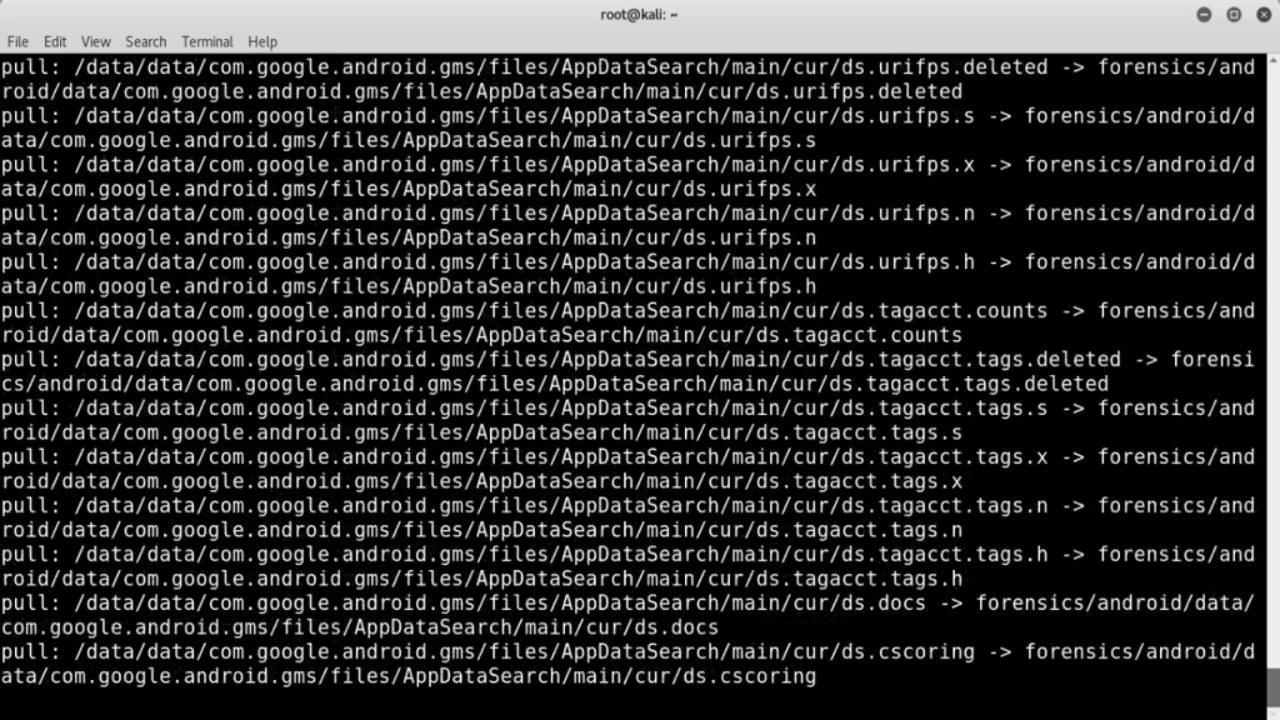 root@kali: ~
File Edit View Search Terminal Help
pull: /data/data/com.google.android.gms/files/AppDataSearch/main/cur/ds.urifps.deleted -> forensics/and
roid/data/com.google.android.gms/files/AppDataSearch/main/cur/ds.urifps.deleted
pull: /data/data/com.google.android.gms/files/AppDataSearch/main/cur/ds.urifps.s -> forensics/android/d
ata/com.google.android.gms/files/AppDataSearch/main/cur/ds.urifps.s
pull: /data/data/com.google.android.gms/files/AppDataSearch/main/cur/ds.urifps.x -> forensics/android/d
ata/com.google.android.gms/files/AppDataSearch/main/cur/ds.urifps.x
pull: /data/data/com.google.android.gms/files/AppDataSearch/main/cur/ds.urifps.n -> forensics/android/d
ata/com.google.android.gms/files/AppDataSearch/main/cur/ds.urifps.n
pull: /data/data/com.google.android.gms/files/AppDataSearch/main/cur/ds.urifps.h -> forensics/android/d
ata/com.google.android.gms/files/AppDataSearch/main/cur/ds.urifps.h
pull: /data/data/com.google.android.gms/files/AppDataSearch/main/cur/ds.tagacct.counts -> forensics/and
roid/data/com.google.android.gms/files/AppDataSearch/main/cur/ds.tagacct.counts
pull: /data/data/com.google.android.gms/files/AppDataSearch/main/cur/ds.tagacct.tags.deleted -> forensi
cs/android/data/com.google.android.gms/files/AppDataSearch/main/cur/ds.tagacct.tags.deleted
pull: /data/data/com.google.android.gms/files/AppDataSearch/main/cur/ds.tagacct.tags.s -> forensics/and
roid/data/com.google.android.gms/files/AppDataSearch/main/cur/ds.tagacct.tags.s
pull: /data/data/com.google.android.gms/files/AppDataSearch/main/cur/ds.tagacct.tags.x -> forensics/and
roid/data/com.google.android.gms/files/AppDataSearch/main/cur/ds.tagacct.tags.x
pull: /data/data/com.google.android.gms/files/AppDataSearch/main/cur/ds.tagacct.tags.n -> forensics/and
roid/data/com.google.android.gms/files/AppDataSearch/main/cur/ds.tagacct.tags.n
pull: /data/data/com.google.android.gms/files/AppDataSearch/main/cur/ds.tagacct.tags.h -> forensics/and
roid/data/com.google.android.gms/files/AppDataSearch/main/cur/ds.tagacct.tags.h
pull: /data/data/com.google.android.gms/files/AppDataSearch/main/cur/ds.docs -> forensics/android/data/
com.google.android.gms/files/AppDataSearch/main/cur/ds.docs
pull: /data/data/com.google.android.gms/files/AppDataSearch/main/cur/ds.cscoring -> forensics/android/d
ata/com.google.android.gms/files/AppDataSearch/main/cur/ds.cscoring